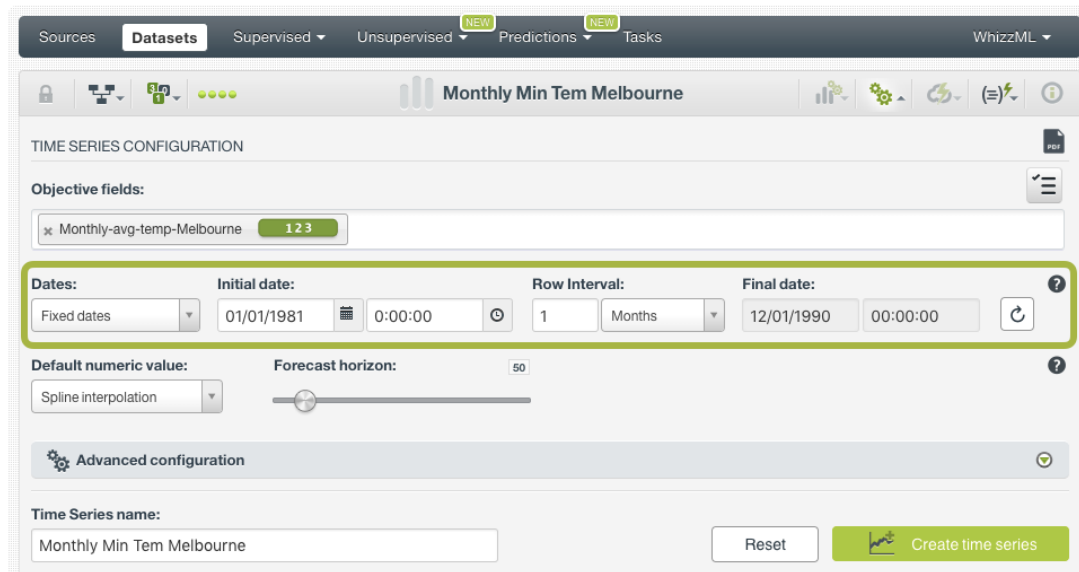 NEW NEW
Sources Datasets Supervised Unsupervised Predictions Tasks WhizzML
Monthly Min Tem Melbourne
TIME SERIES CONFIGURATION
PDF
Objective fields:
× Monthly-avg-temp-Melbourne 1 2 3
Dates: Initial date: Row Interval: Final date: ?
Fixed dates 01/01/1981 0:00:00 1 Months 12/01/1990 00:00:00
Default numeric value: Forecast horizon: 50 ?
Spline interpolation
Advanced configuration
Time Series name:
Monthly Min Tem Melbourne Reset Create time series